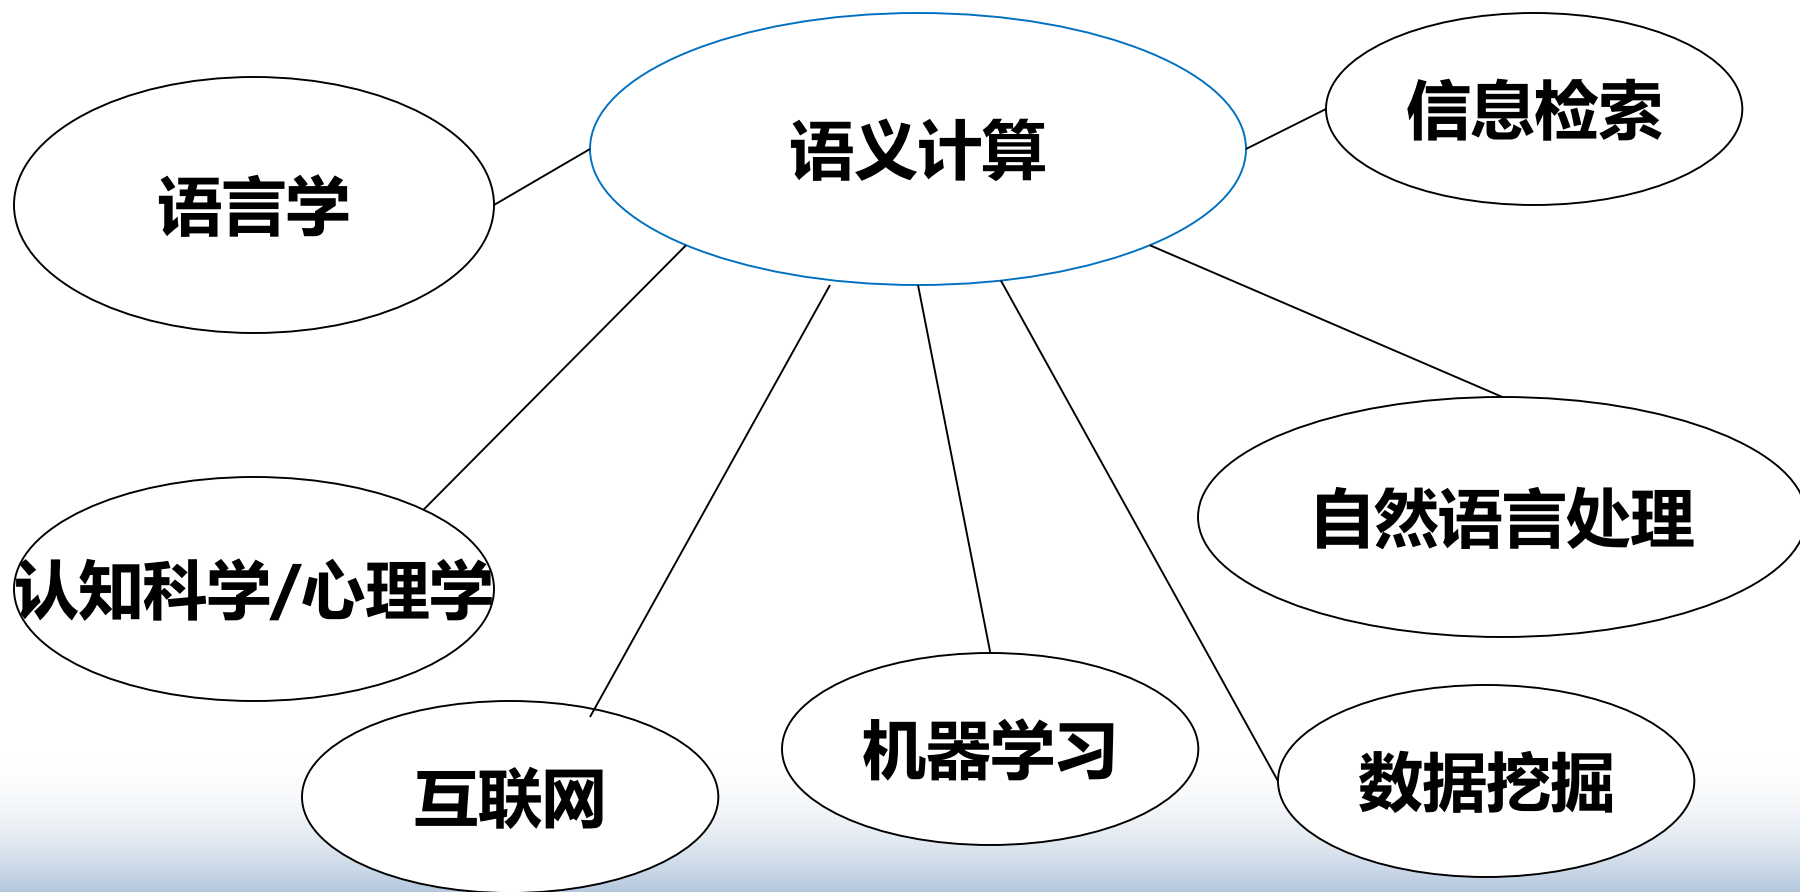 语义计算
信息检索
语言学
自然语言处理
认知科学/心理学
机器学习
数据挖掘
互联网